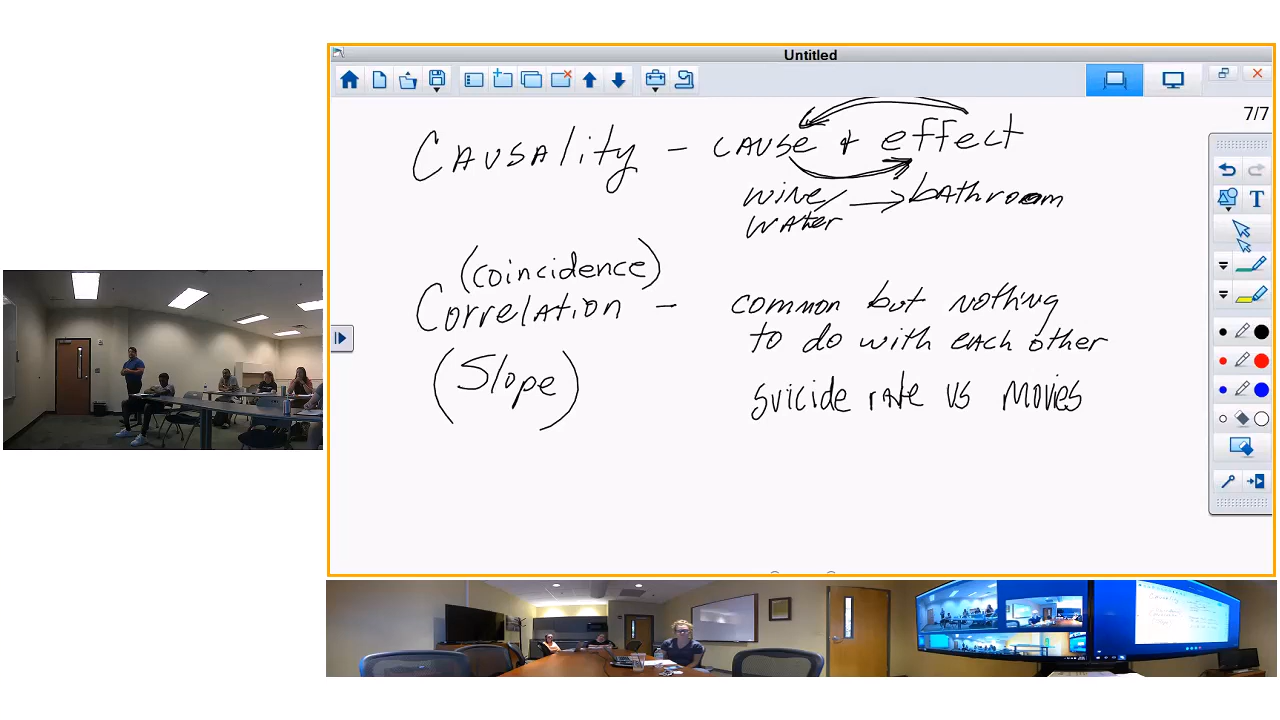 Untitled
7/7
Causality - cause & effect
wine/ → bathroom
water
(coincidence)
Correlation - common but nothing
to do with each other
(Slope)
suicide rate vs movies
T